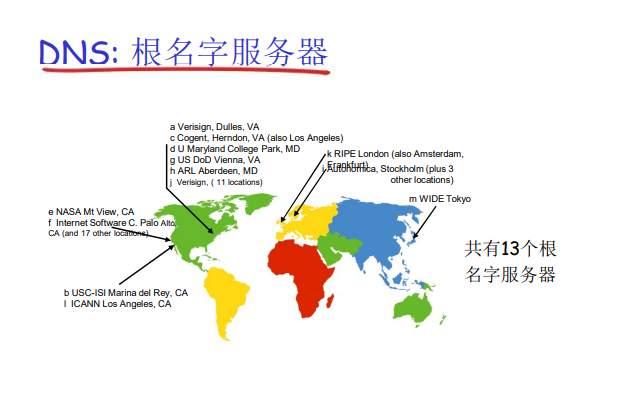 DNS: 根名字服务器
a Verisign, Dulles, VA
c Cogent, Herndon, VA (also Los Angeles)
d U Maryland College Park, MD
g US DoD Vienna, VA
h ARL Aberdeen, MD
j Verisign, ( 11 locations)
k RIPE London (also Amsterdam,
Frankfurt)
i Autonomica, Stockholm (plus 3
other locations)
m WIDE Tokyo
e NASA Mt View, CA
f Internet Software C. Palo Alto,
CA (and 17 other locations)
b USC-ISI Marina del Rey, CA
l ICANN Los Angeles, CA
共有13个根
名字服务器